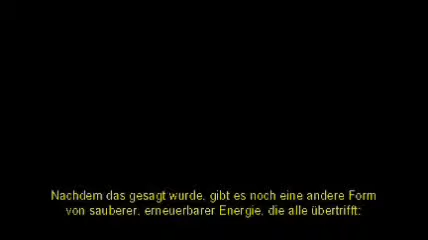 Nachdem das gesagt wurde, gibt es noch eine andere Form
von sauberer, erneuerbarer Energie, die alle übertrifft: